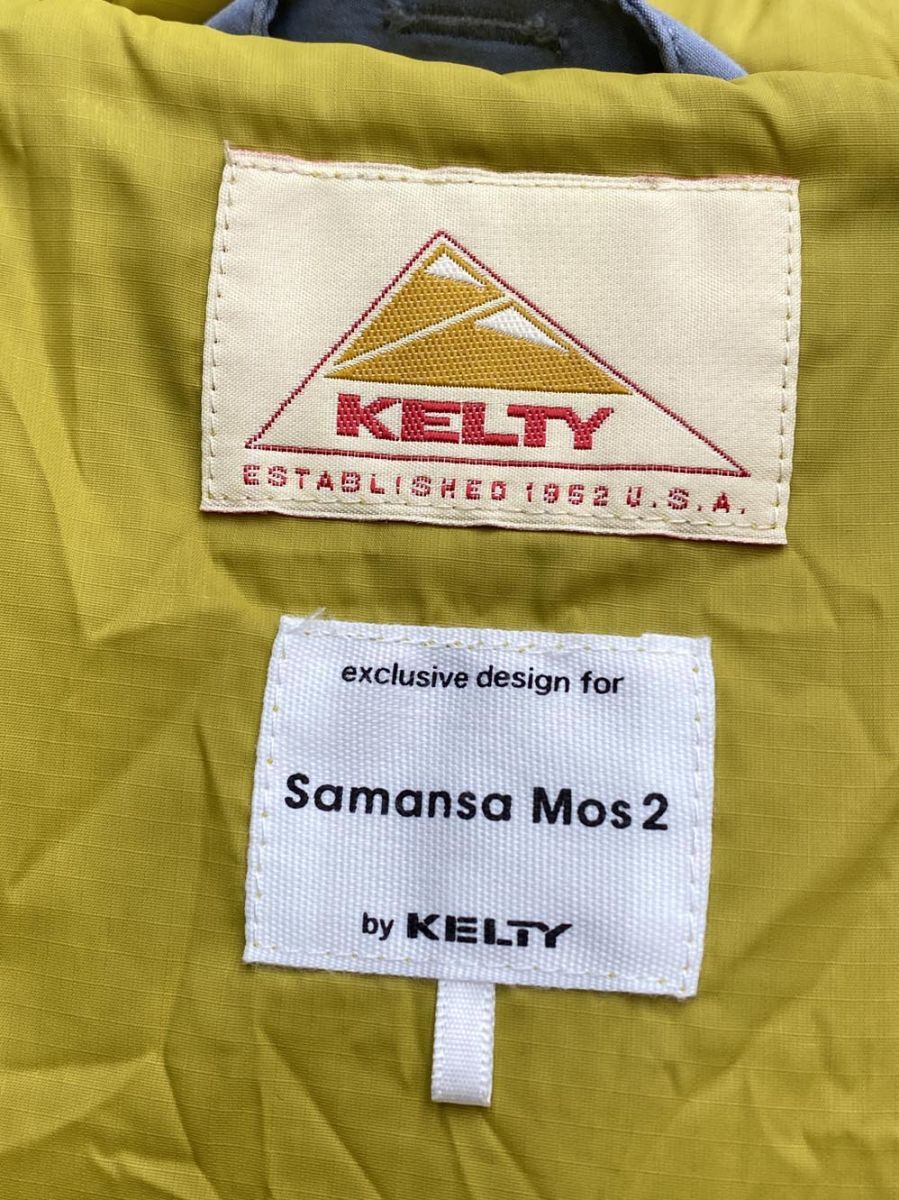 KELTY
ESTABLISHED 1952 U.S.A.
exclusive design for
Samansa Mos2
by KELTY